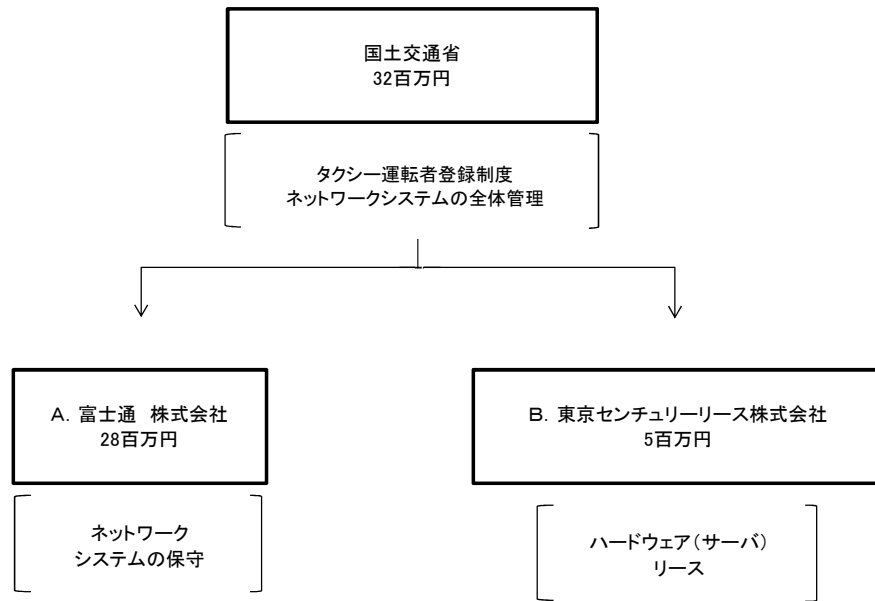 国土交通省
32百万円
タクシー運転者登録制度
ネットワークシステムの全体管理
A. 富士通　株式会社
28百万円
B. 東京センチュリーリース株式会社
5百万円
ネットワーク
システムの保守
ハードウェア(サーバ)
リース